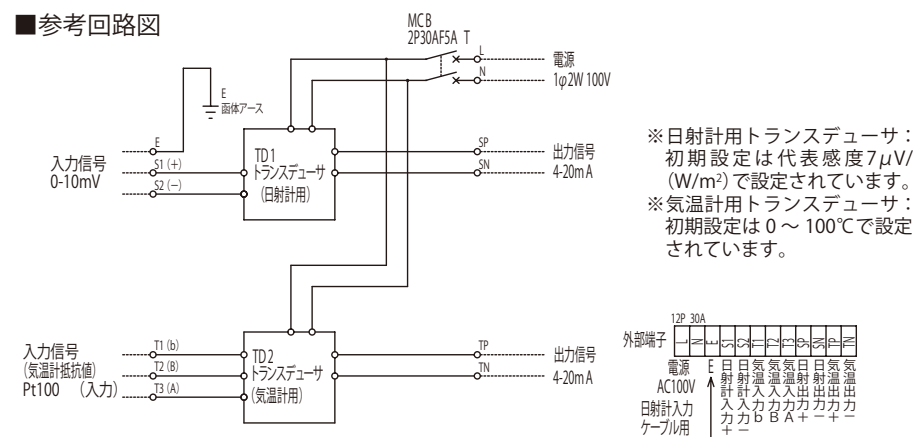 ■参考回路図
MCB
2P30AF5A T
L
電源
N
1φ2W 100V
E
函体アース
入力信号
0-10mV
E
S1 (+)
S2 (−)
TD1
トランスデューサ
(日射計用)
SP
SN
出力信号
4-20mA
※日射計用トランスデューサ：
初期設定は代表感度7μV/
(W/m²)で設定されています。
※気温計用トランスデューサ：
初期設定は 0 ～ 100℃で設定
されています。
入力信号
(気温計抵抗値)
Pt100 (入力)
T1 (b)
T2 (B)
T3 (A)
TD2
トランスデューサ
(気温計用)
TP
TN
出力信号
4-20mA
12P 30A
外部端子
L N E S1 S2 T1 T2 T3 SP SN TP TN
電源
AC100V
E
日射計入力
ケーブル用
日射計入力＋
日射計入力－
気温入力b
気温入力B
気温入力A
日射出力＋
日射出力－
気温出力＋
気温出力－